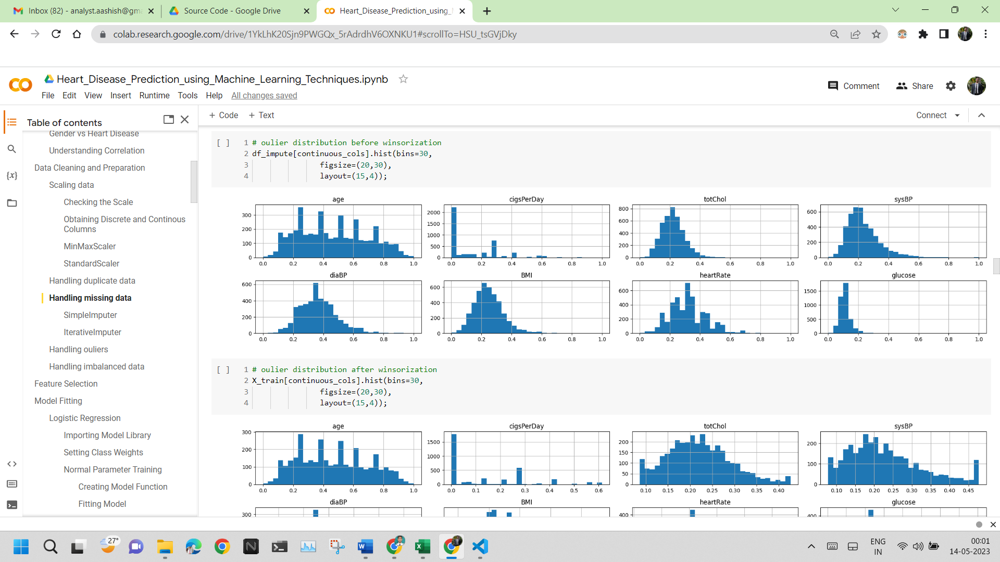 Inbox (82) - analyst.aashish@gm
Source Code - Google Drive
Heart_Disease_Prediction_using_
colab.research.google.com/drive/1YkLhK20Sjn9PWGQx_5rAdrdhV6OXNKU1#scrollTo=HSU_tsGVjDky
Heart_Disease_Prediction_using_Machine_Learning_Techniques.ipynb
File Edit View Insert Runtime Tools Help All changes saved
Comment
Share
Table of contents
+ Code + Text
Connect
Gender vs Heart Disease
Understanding Correlation
Data Cleaning and Preparation
Scaling data
Checking the Scale
Obtaining Discrete and Continous
Columns
MinMaxScaler
StandardScaler
Handling duplicate data
Handling missing data
SimpleImputer
IterativeImputer
Handling ouliers
Handling imbalanced data
Feature Selection
Model Fitting
Logistic Regression
Importing Model Library
Setting Class Weights
Normal Parameter Training
Creating Model Function
Fitting Model
[ ] 1 # oulier distribution before winsorization
2 df_impute[continuous_cols].hist(bins=30,
3 figsize=(20,30),
4 layout=(15,4));
age
300
200
100
0
0.0 0.2 0.4 0.6 0.8 1.0
cigsPerDay
2000
1500
1000
500
0
0.0 0.2 0.4 0.6 0.8 1.0
totChol
800
600
400
200
0
0.0 0.2 0.4 0.6 0.8 1.0
sysBP
600
400
200
0
0.0 0.2 0.4 0.6 0.8 1.0
diaBP
600
400
200
0
0.0 0.2 0.4 0.6 0.8 1.0
BMI
600
400
200
0
0.0 0.2 0.4 0.6 0.8 1.0
heartRate
600
400
200
0
0.0 0.2 0.4 0.6 0.8 1.0
glucose
1500
1000
500
0
0.0 0.2 0.4 0.6 0.8 1.0
[ ] 1 # oulier distribution after winsorization
2 X_train[continuous_cols].hist(bins=30,
3 figsize=(20,30),
4 layout=(15,4));
age
300
200
100
0
0.0 0.2 0.4 0.6 0.8 1.0
cigsPerDay
1500
1000
500
0
0.0 0.1 0.2 0.3 0.4 0.5 0.6
totChol
200
150
100
50
0
0.10 0.15 0.20 0.25 0.30 0.35 0.40
sysBP
200
100
0
0.10 0.15 0.20 0.25 0.30 0.35 0.40 0.45
diaBP
300
BMI
heartRate
400
glucose
400
27°
ENG
IN
00:01
14-05-2023